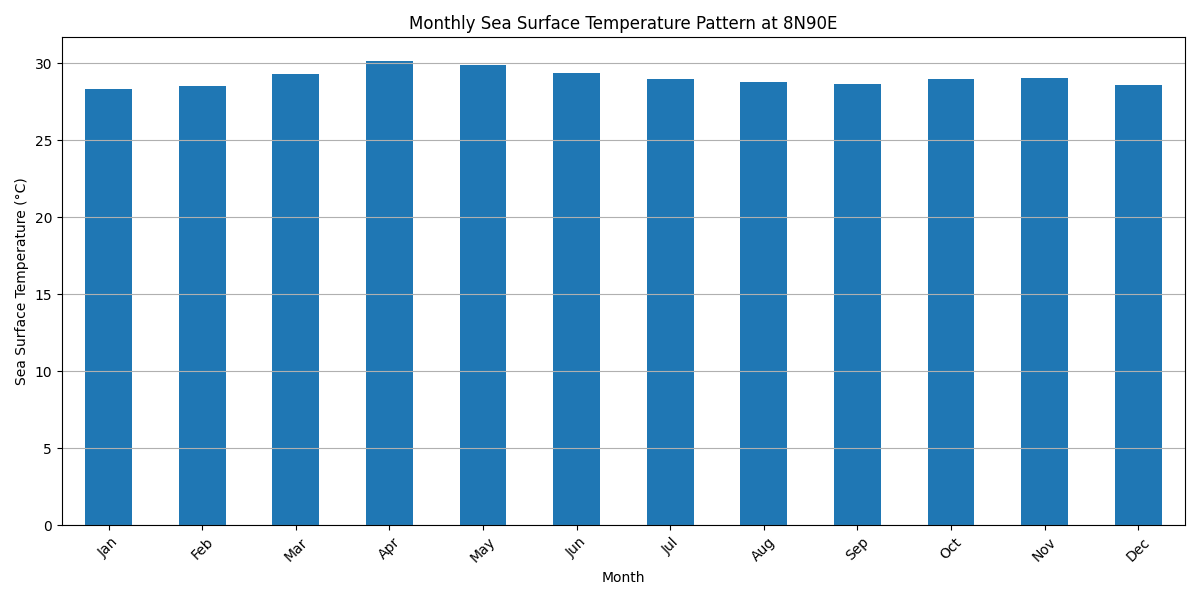 Monthly Sea Surface Temperature Pattern at 8N90E
Sea Surface Temperature (°C)
30
25
20
15
10
5
0
Jan
Feb
Mar
Apr
May
Jun
Jul
Aug
Sep
Oct
Nov
Dec
Month